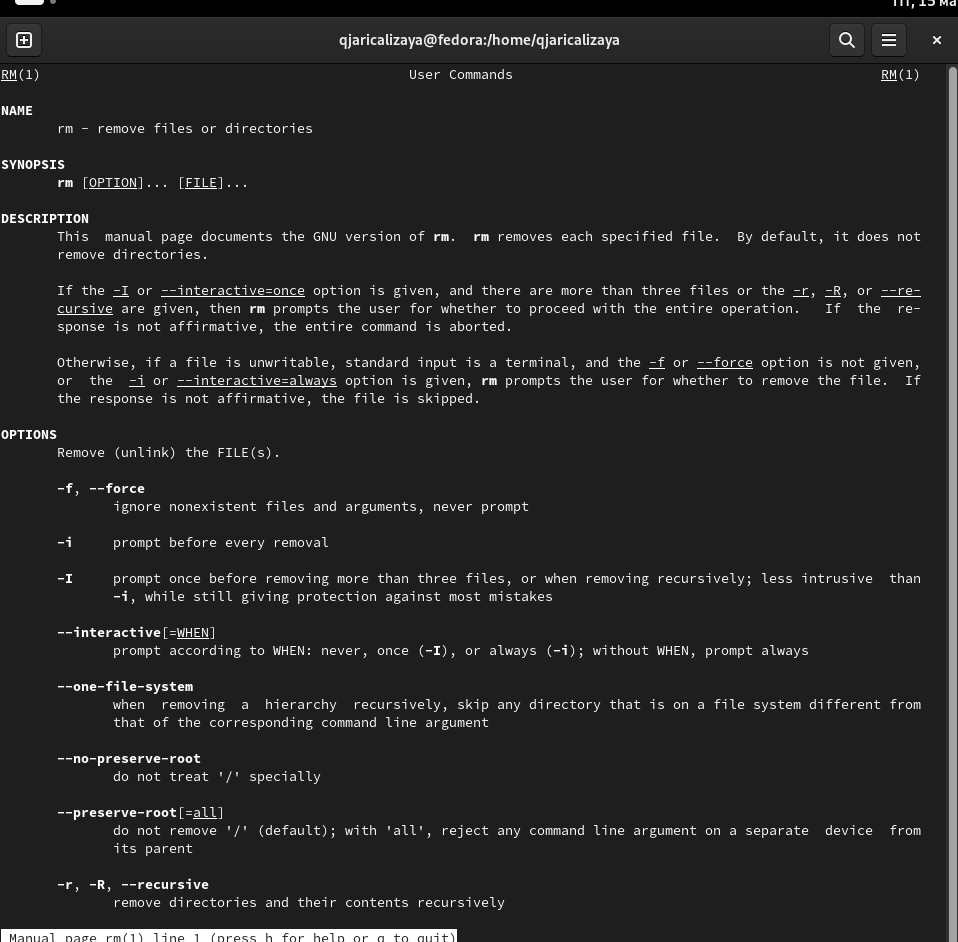 Пт, 15 ма
qjaricalizaya@fedora:/home/qjaricalizaya
RM(1) User Commands RM(1)
NAME
rm - remove files or directories
SYNOPSIS
rm [OPTION]... [FILE]...
DESCRIPTION
This manual page documents the GNU version of rm. rm removes each specified file. By default, it does not
remove directories.
If the -I or --interactive=once option is given, and there are more than three files or the -r, -R, or --re-
cursive are given, then rm prompts the user for whether to proceed with the entire operation. If the re-
sponse is not affirmative, the entire command is aborted.
Otherwise, if a file is unwritable, standard input is a terminal, and the -f or --force option is not given,
or the -i or --interactive=always option is given, rm prompts the user for whether to remove the file. If
the response is not affirmative, the file is skipped.
OPTIONS
Remove (unlink) the FILE(s).
-f, --force
ignore nonexistent files and arguments, never prompt
-i prompt before every removal
-I prompt once before removing more than three files, or when removing recursively; less intrusive than
-i, while still giving protection against most mistakes
--interactive[=WHEN]
prompt according to WHEN: never, once (-I), or always (-i); without WHEN, prompt always
--one-file-system
when removing a hierarchy recursively, skip any directory that is on a file system different from
that of the corresponding command line argument
--no-preserve-root
do not treat '/' specially
--preserve-root[=all]
do not remove '/' (default); with 'all', reject any command line argument on a separate device from
its parent
-r, -R, --recursive
remove directories and their contents recursively
Manual page rm(1) line 1 (press h for help or q to quit)